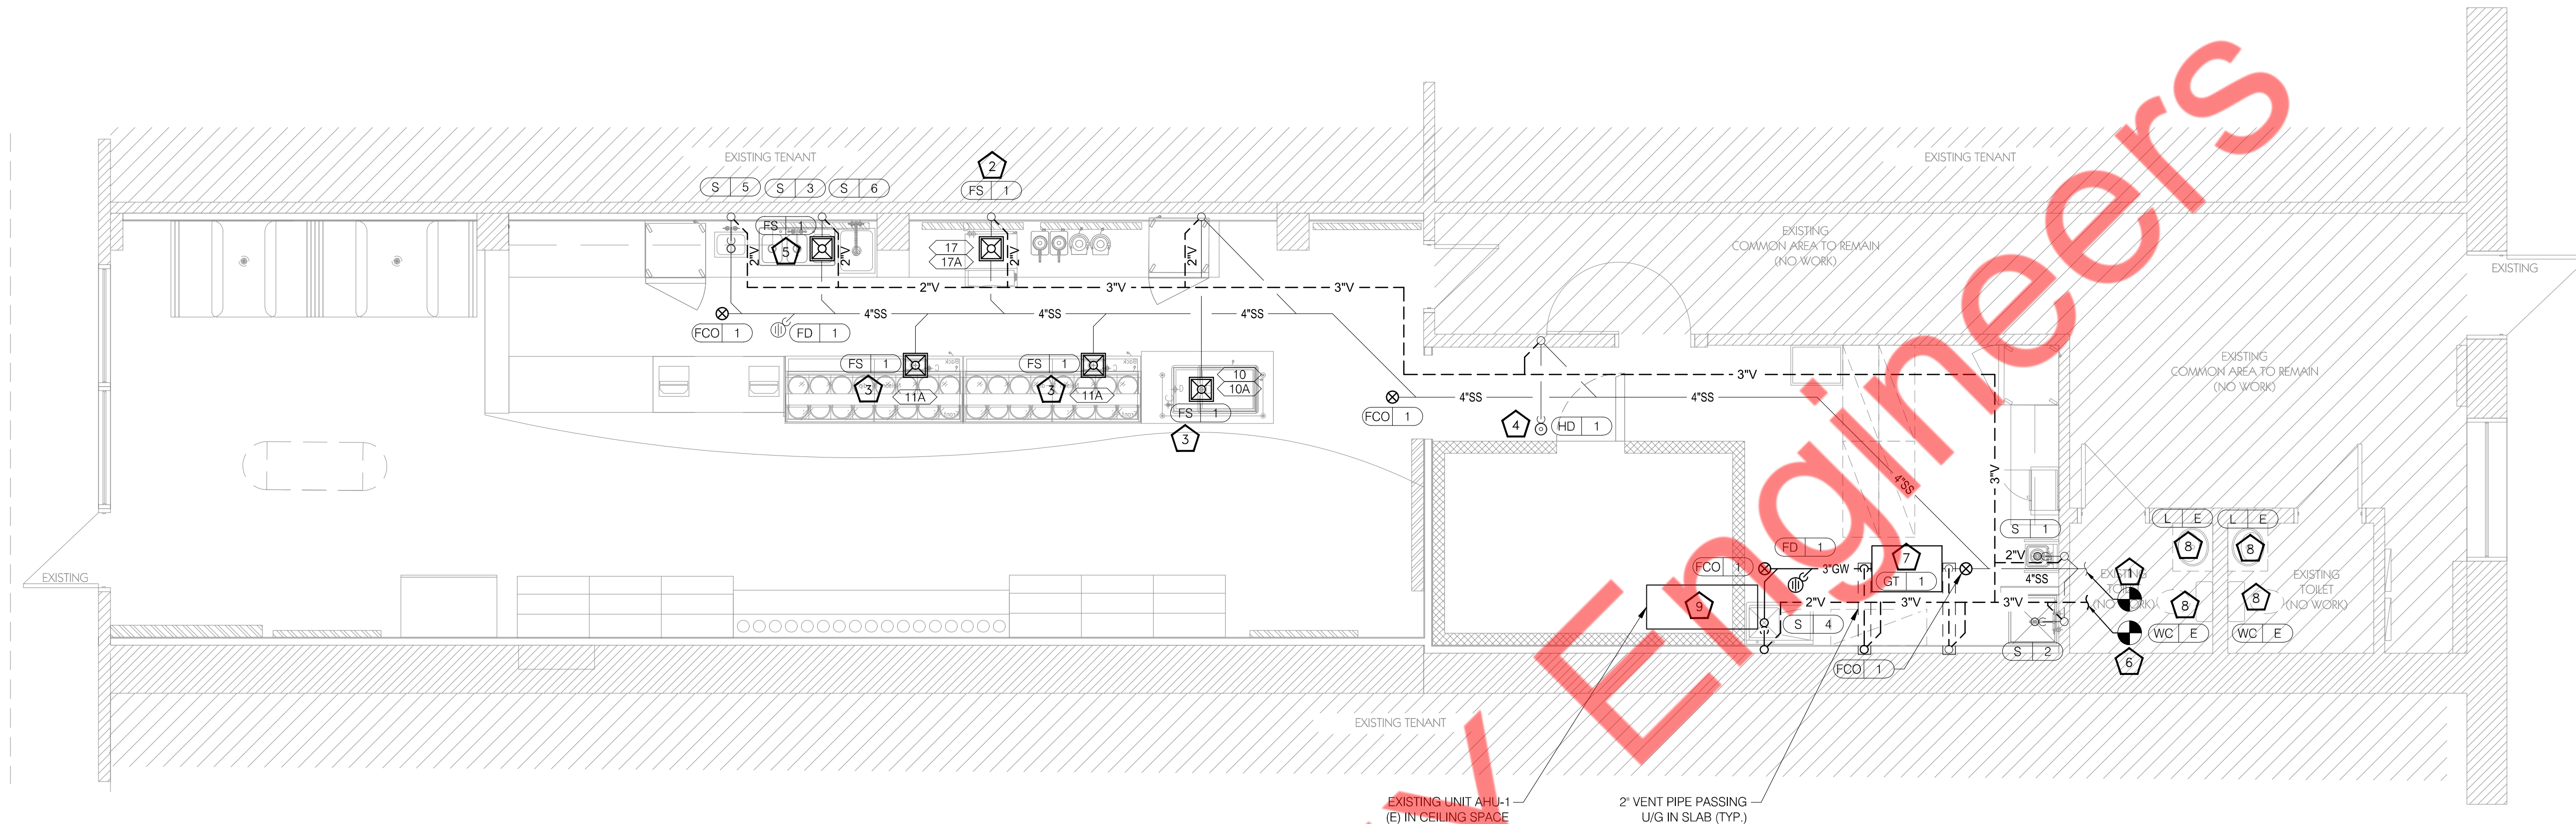 EXISTING TENANT
EXISTING TENANT
2
S 5
S 3
S 6
FS 1
FS 1
5
2"V
2"V
17
17A
2"V
2"V
EXISTING
COMMON AREA TO REMAIN
(NO WORK)
EXISTING
2"V
3"V
3"V
4"SS
4"SS
4"SS
FCO 1
FD 1
FS 1
FS 1
3
11A
3
11A
10
10A
FS 1
3
3"V
EXISTING
COMMON AREA TO REMAIN
(NO WORK)
4"SS
4"SS
FCO 1
4
HD 1
4"SS
3"V
EXISTING
S 1
L E
L E
8
8
FD 1
7
2"V
FCO 1
3"GW
GT 1
4"SS
EXISTING
TOILET
(NO WORK)
1
EXISTING
TOILET
(NO WORK)
9
2"V
3"V
3"V
8
8
S 4
WC E
WC E
S 2
6
FCO 1
EXISTING TENANT
EXISTING UNIT AHU-1
(E) IN CEILING SPACE
2" VENT PIPE PASSING
U/G IN SLAB (TYP.)
y Engineers